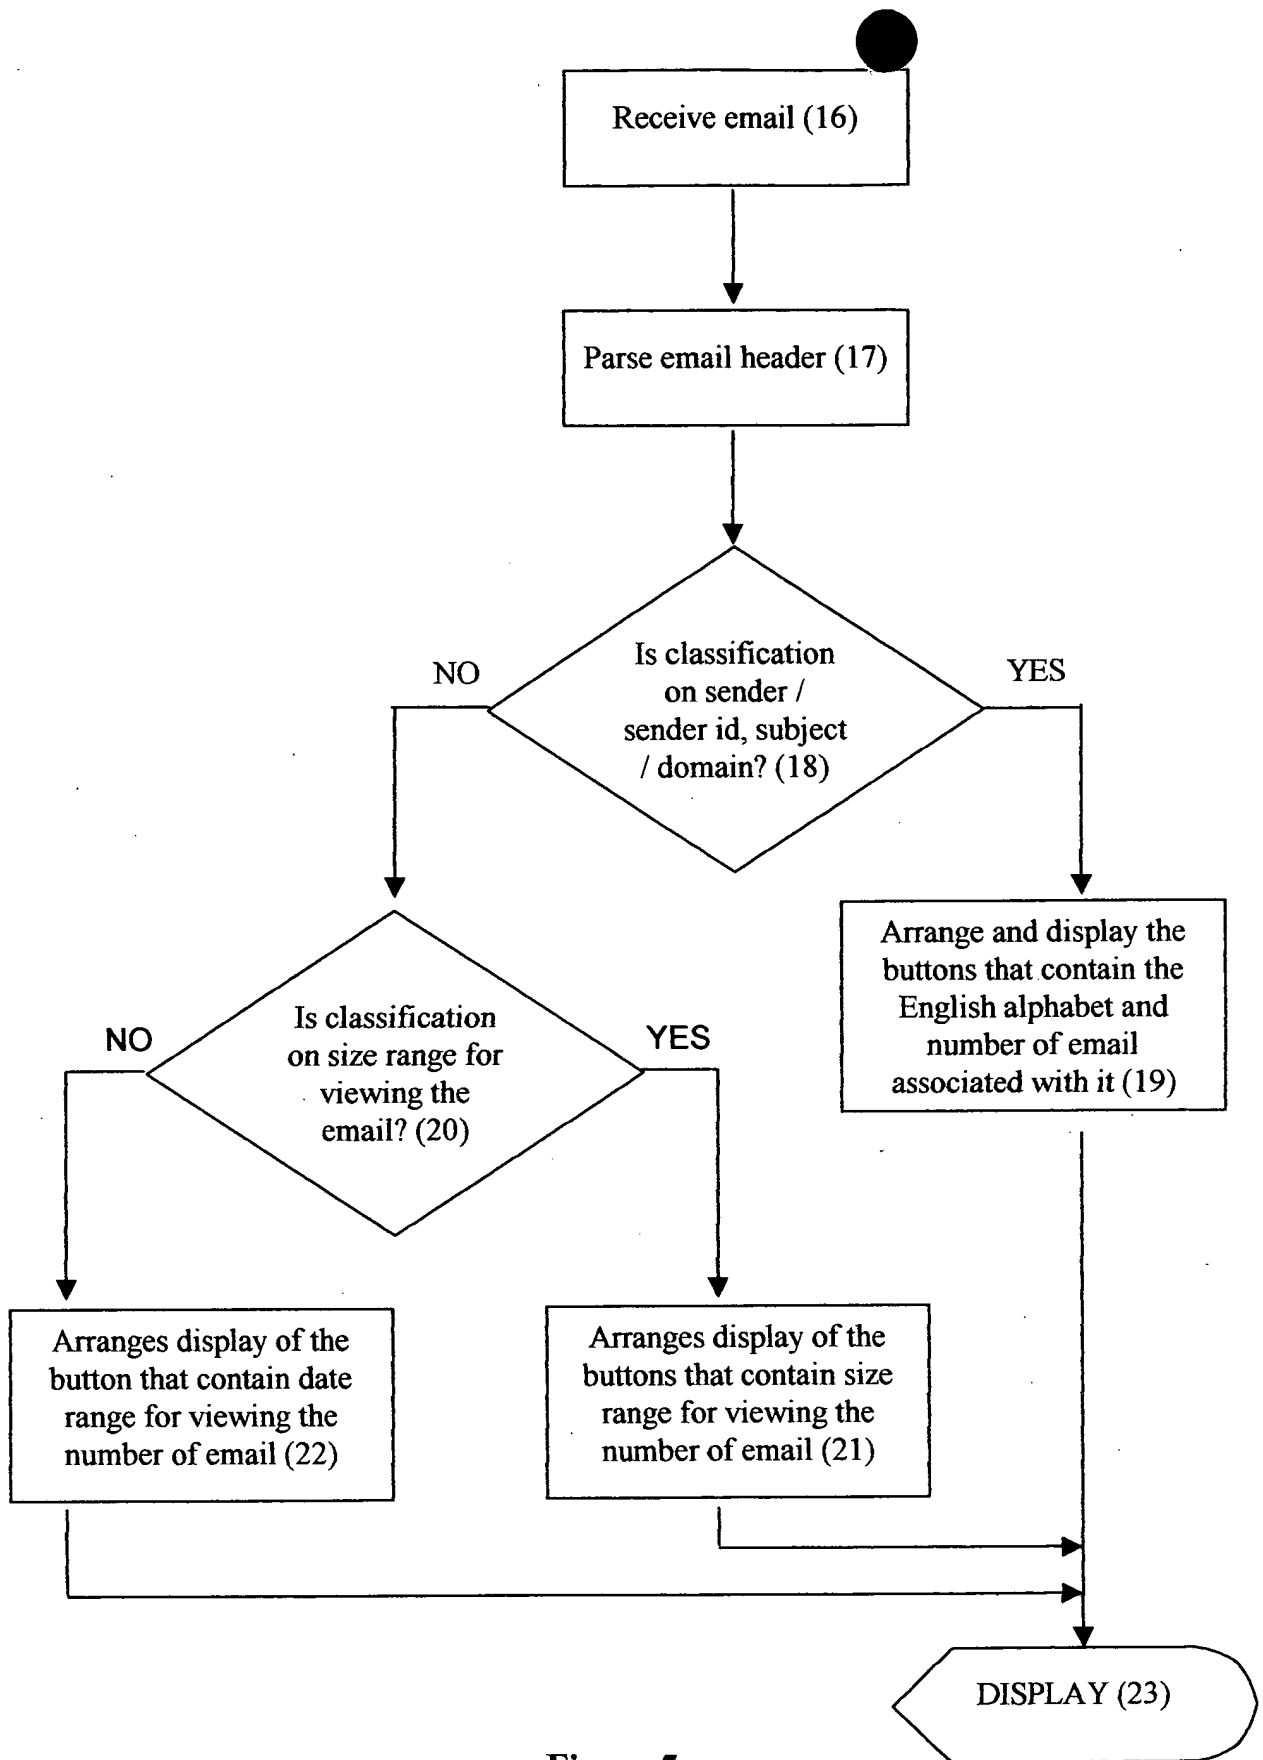 Receive email (16)
Parse email header (17)
Is classification
on sender /
sender id, subject
/ domain? (18)
NO
YES
Arrange and display the
buttons that contain the
English alphabet and
number of email
associated with it (19)
Is classification
on size range for
viewing the
email? (20)
NO
YES
Arranges display of the
button that contain date
range for viewing the
number of email (22)
Arranges display of the
buttons that contain size
range for viewing the
number of email (21)
DISPLAY (23)